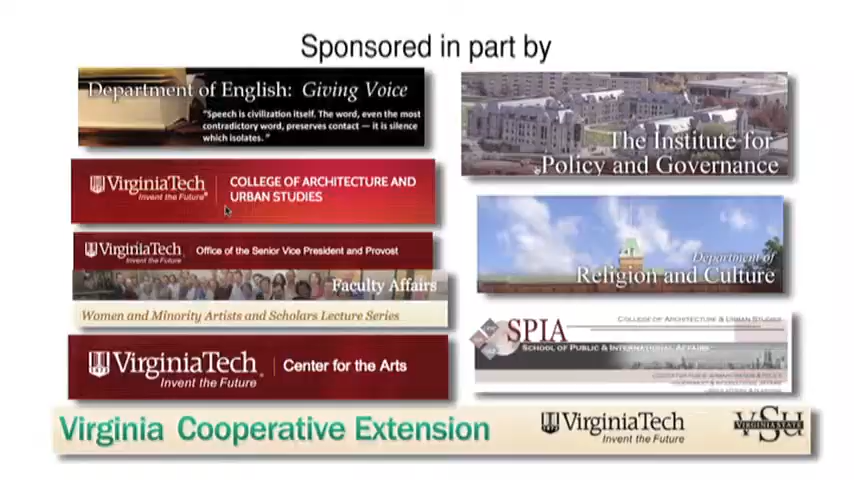 Sponsored in part by
Department of English: Giving Voice
"Speech is civilization itself. The word, even the most
contradictory word, preserves contact — it is silence
which isolates."
VirginiaTech
Invent the Future®
COLLEGE OF ARCHITECTURE AND
URBAN STUDIES
VirginiaTech
Invent the Future
Office of the Senior Vice President and Provost
Faculty Affairs
Women and Minority Artists and Scholars Lecture Series
VirginiaTech
Invent the Future
Center for the Arts
The Institute for
Policy and Governance
Department of
Religion and Culture
COLLEGE OF ARCHITECTURE & URBAN STUDIES
SPIA
SCHOOL OF PUBLIC & INTERNATIONAL AFFAIRS
Virginia Cooperative Extension
VirginiaTech
Invent the Future
VSU
VIRGINIA STATE